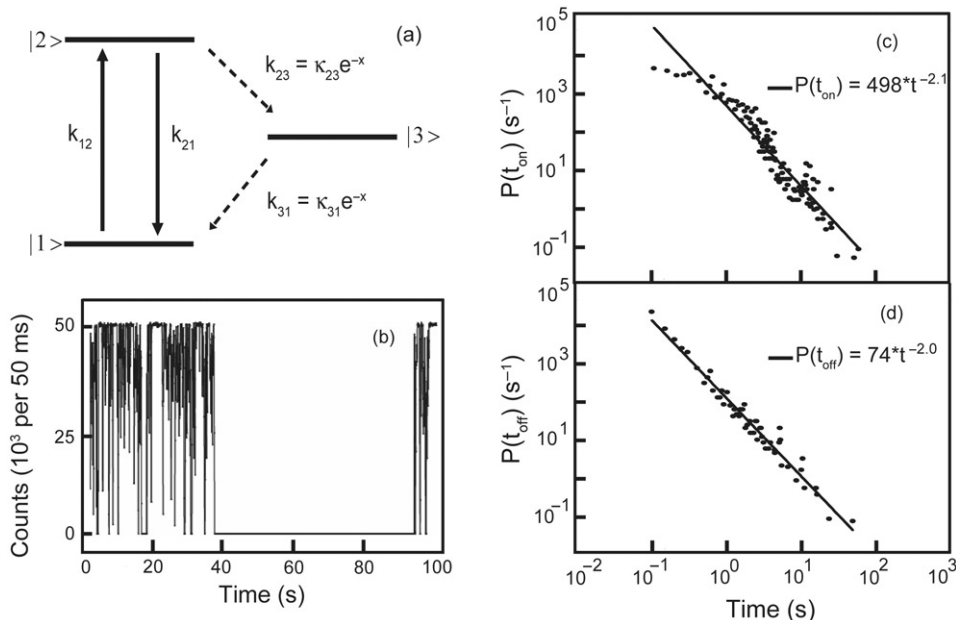 (a)
|2>
k₂₃ = κ₂₃e⁻ˣ
k₁₂
k₂₁
|3>
k₃₁ = κ₃₁e⁻ˣ
|1>
(b)
Counts (10³ per 50 ms)
50
25
0
0 20 40 60 80 100
Time (s)
(c)
P(tₒₙ) (s⁻¹)
10⁵
10³
10¹
10⁻¹
P(tₒₙ) = 498*t⁻²·¹
(d)
P(t_off) (s⁻¹)
10⁵
10³
10¹
10⁻¹
P(t_off) = 74*t⁻²·⁰
10⁻² 10⁻¹ 10⁰ 10¹ 10² 10³
Time (s)